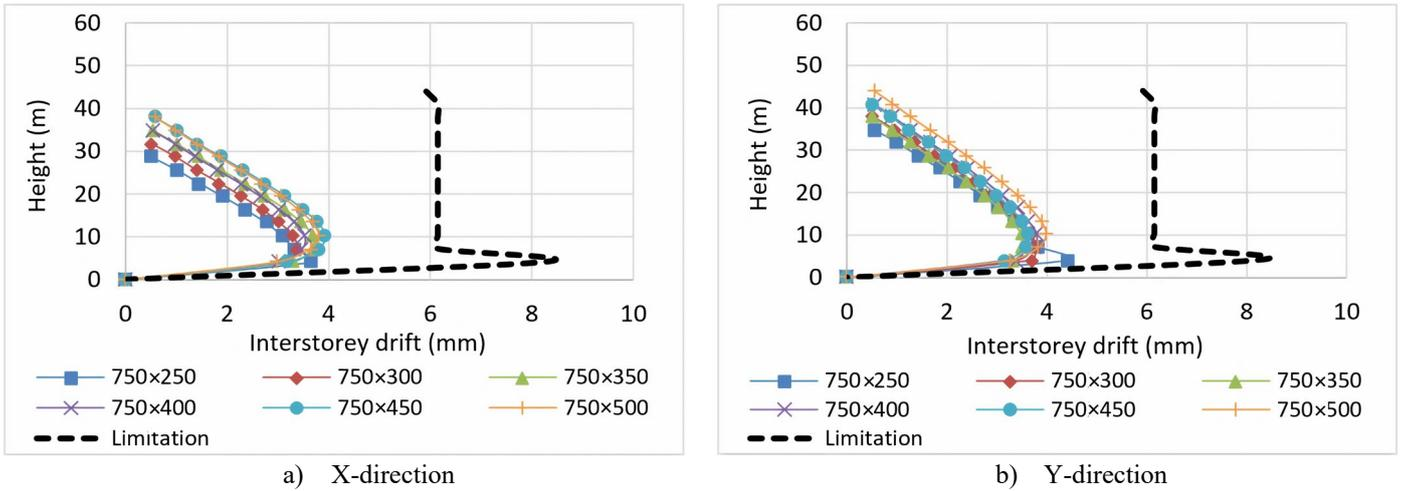 60
50
40
30
20
10
0
Height (m)
0 2 4 6 8 10
Interstorey drift (mm)
750×250 750×300 750×350
750×400 750×450 750×500
Limitation
a) X-direction
60
50
40
30
20
10
0
Height (m)
0 2 4 6 8 10
Interstorey drift (mm)
750×250 750×300 750×350
750×400 750×450 750×500
Limitation
b) Y-direction